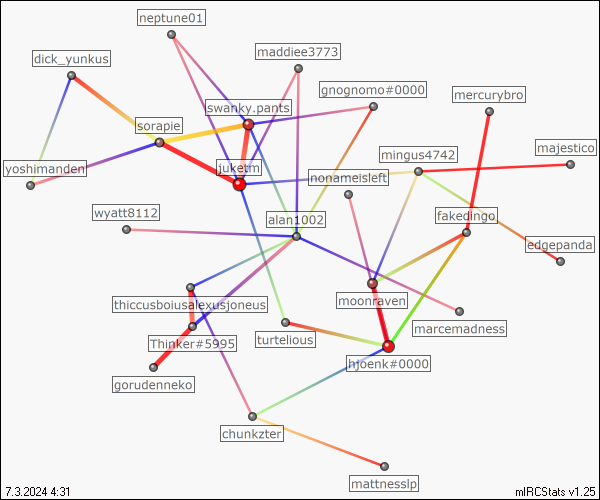 neptune01
maddiee3773
dick_yunkus
gnognomo#0000
mercurybro
swanky.pants
sorapie
majestico
mingus4742
juketm
yoshimanden
nonameisleft
wyatt8112
alan1002
fakedingo
edgepanda
moonraven
thiccusboiusalexusjoneus
marcemadness
turtelious
Thinker#5995
hjoenk#0000
gorudenneko
chunkzter
mattnesslp
7.3.2024 4:31
mIRCStats v1.25